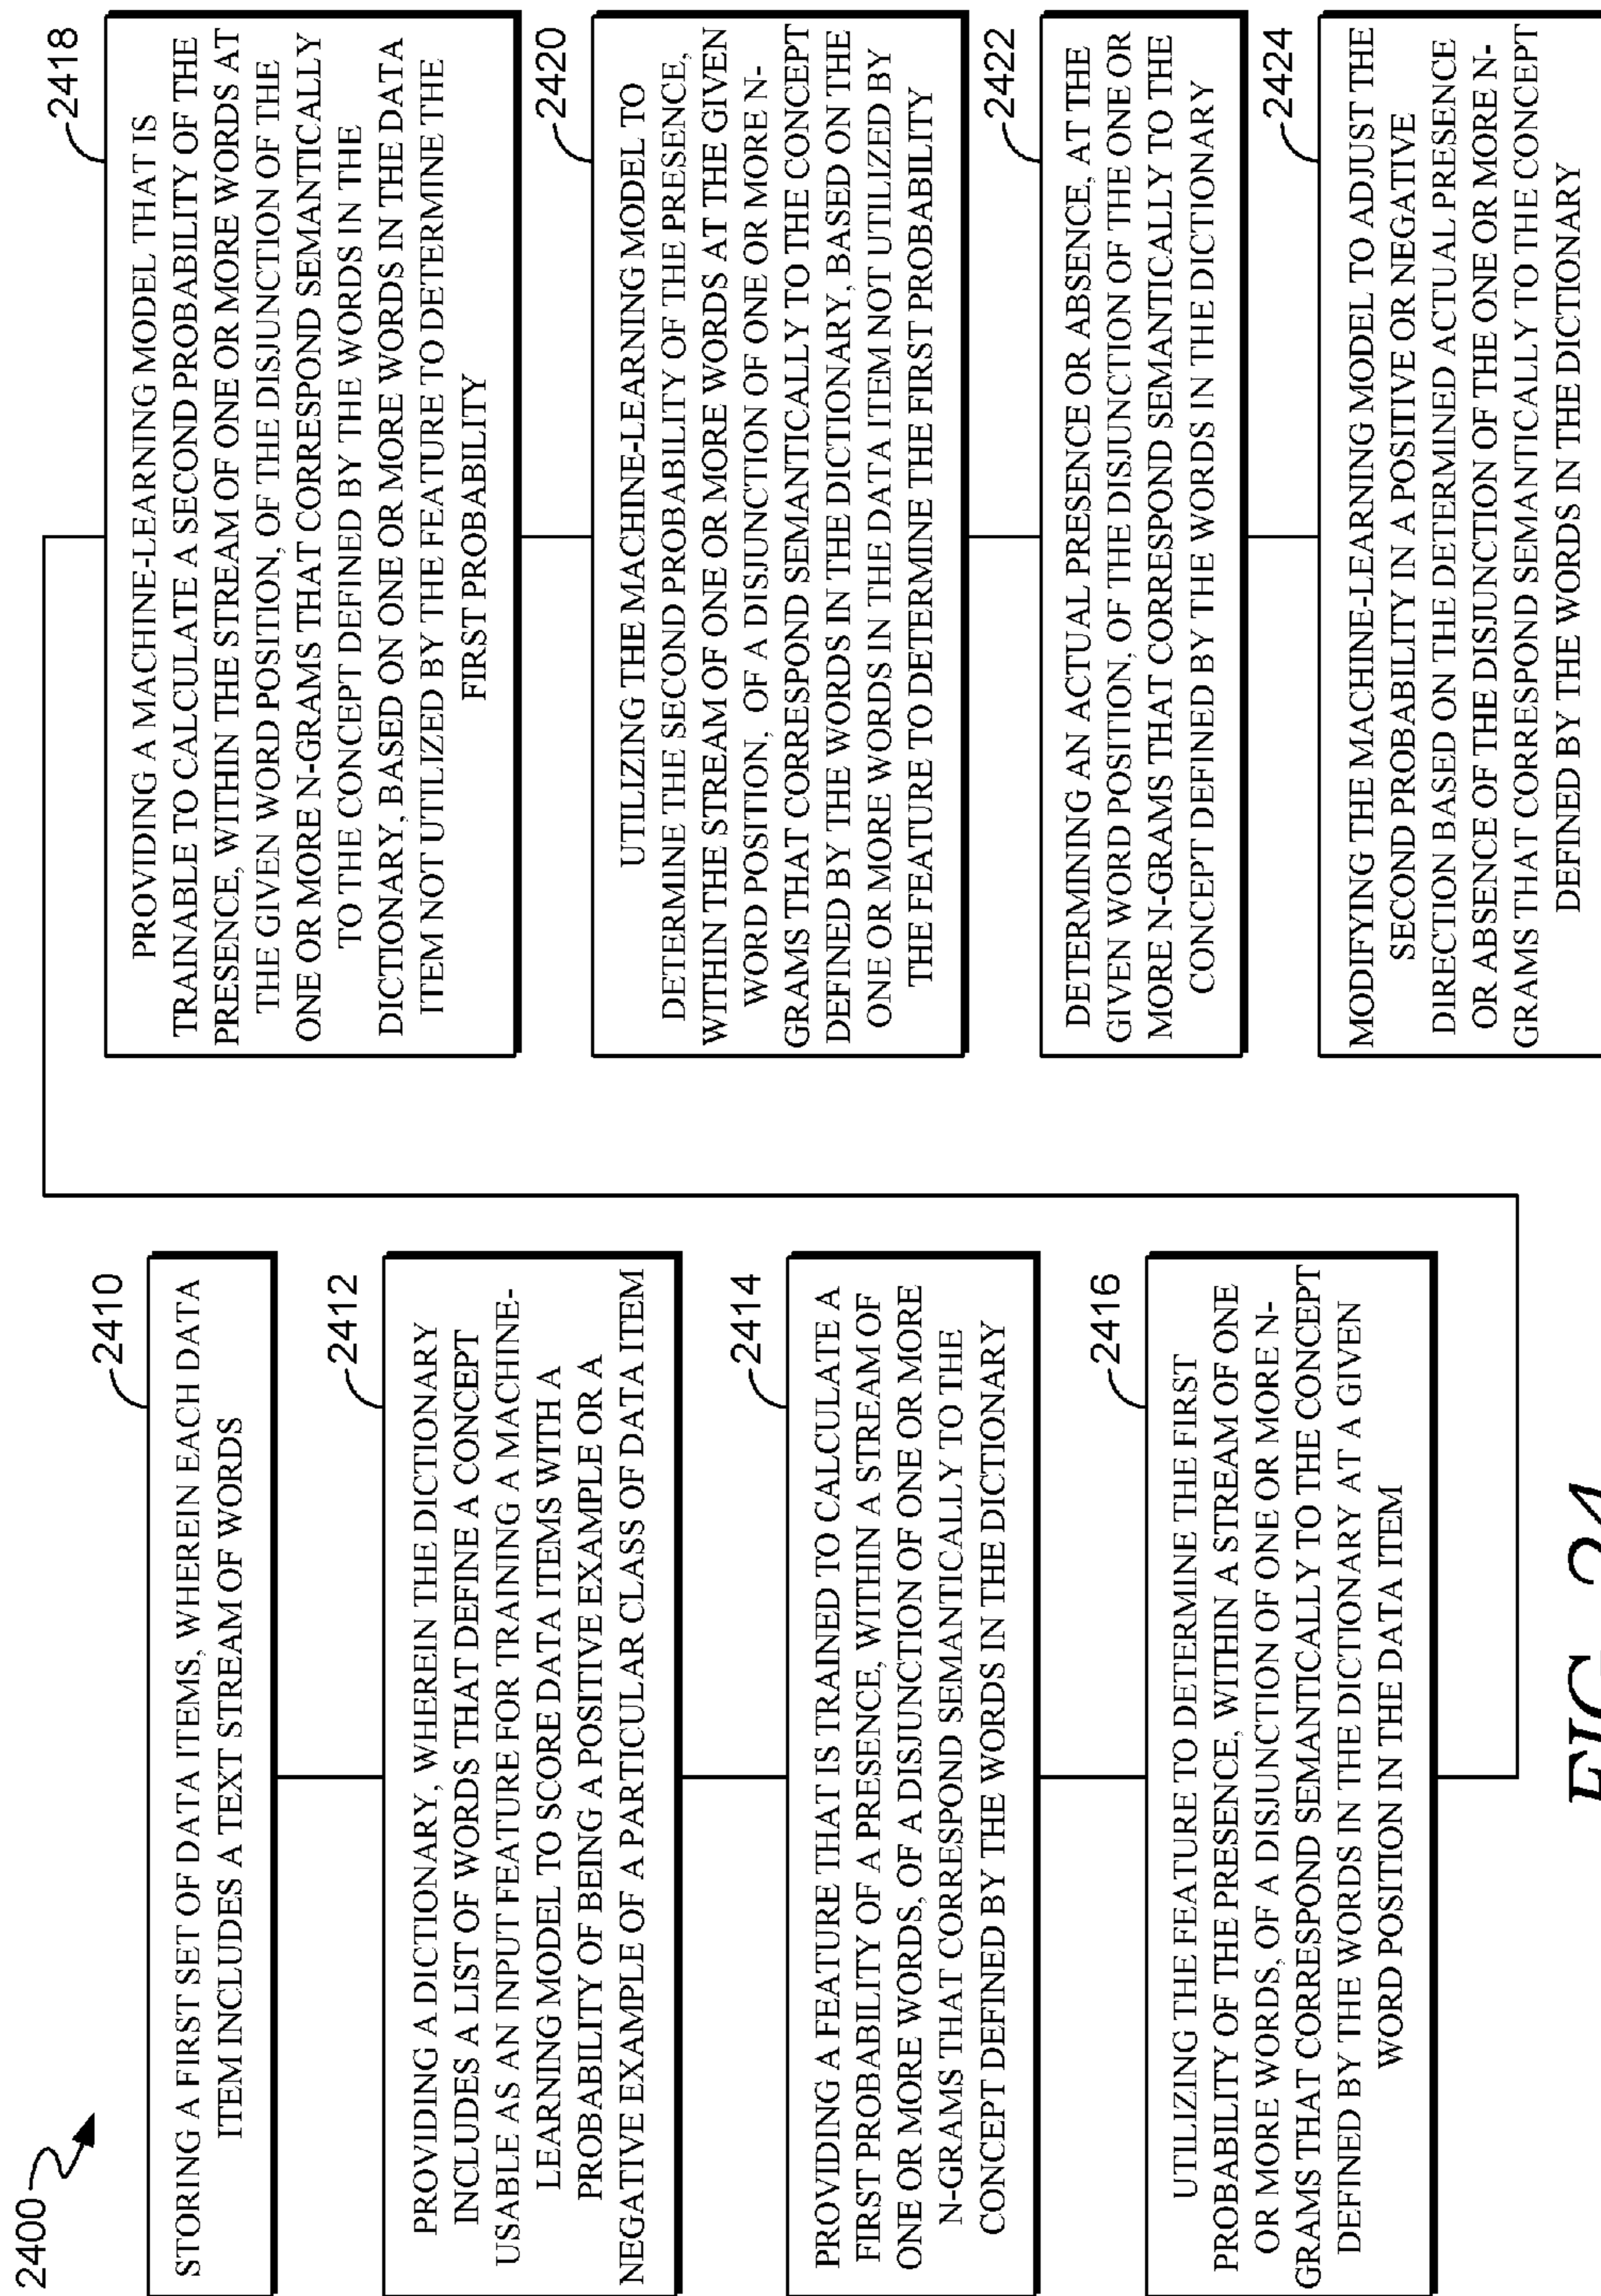 2400
2410
STORING A FIRST SET OF DATA ITEMS, WHEREIN EACH DATA
ITEM INCLUDES A TEXT STREAM OF WORDS
2412
PROVIDING A DICTIONARY, WHEREIN THE DICTIONARY
INCLUDES A LIST OF WORDS THAT DEFINE A CONCEPT
USABLE AS AN INPUT FEATURE FOR TRAINING A MACHINE-
LEARNING MODEL TO SCORE DATA ITEMS WITH A
PROBABILITY OF BEING A POSITIVE EXAMPLE OR A
NEGATIVE EXAMPLE OF A PARTICULAR CLASS OF DATA ITEM
2414
PROVIDING A FEATURE THAT IS TRAINED TO CALCULATE A
FIRST PROBABILITY OF A PRESENCE, WITHIN A STREAM OF
ONE OR MORE WORDS, OF A DISJUNCTION OF ONE OR MORE
N-GRAMS THAT CORRESPOND SEMANTICALLY TO THE
CONCEPT DEFINED BY THE WORDS IN THE DICTIONARY
2416
UTILIZING THE FEATURE TO DETERMINE THE FIRST
PROBABILITY OF THE PRESENCE, WITHIN A STREAM OF ONE
OR MORE WORDS, OF A DISJUNCTION OF ONE OR MORE N-
GRAMS THAT CORRESPOND SEMANTICALLY TO THE CONCEPT
DEFINED BY THE WORDS IN THE DICTIONARY AT A GIVEN
WORD POSITION IN THE DATA ITEM
2418
PROVIDING A MACHINE-LEARNING MODEL THAT IS
TRAINABLE TO CALCULATE A SECOND PROBABILITY OF THE
PRESENCE, WITHIN THE STREAM OF ONE OR MORE WORDS AT
THE GIVEN WORD POSITION, OF THE DISJUNCTION OF THE
ONE OR MORE N-GRAMS THAT CORRESPOND SEMANTICALLY
TO THE CONCEPT DEFINED BY THE WORDS IN THE
DICTIONARY, BASED ON ONE OR MORE WORDS IN THE DATA
ITEM NOT UTILIZED BY THE FEATURE TO DETERMINE THE
FIRST PROBABILITY
2420
UTILIZING THE MACHINE-LEARNING MODEL TO
DETERMINE THE SECOND PROBABILITY OF THE PRESENCE,
WITHIN THE STREAM OF ONE OR MORE WORDS AT THE GIVEN
WORD POSITION, OF A DISJUNCTION OF ONE OR MORE N-
GRAMS THAT CORRESPOND SEMANTICALLY TO THE CONCEPT
DEFINED BY THE WORDS IN THE DICTIONARY, BASED ON THE
ONE OR MORE WORDS IN THE DATA ITEM NOT UTILIZED BY
THE FEATURE TO DETERMINE THE FIRST PROBABILITY
2422
DETERMINING AN ACTUAL PRESENCE OR ABSENCE, AT THE
GIVEN WORD POSITION, OF THE DISJUNCTION OF THE ONE OR
MORE N-GRAMS THAT CORRESPOND SEMANTICALLY TO THE
CONCEPT DEFINED BY THE WORDS IN THE DICTIONARY
2424
MODIFYING THE MACHINE-LEARNING MODEL TO ADJUST THE
SECOND PROBABILITY IN A POSITIVE OR NEGATIVE
DIRECTION BASED ON THE DETERMINED ACTUAL PRESENCE
OR ABSENCE OF THE DISJUNCTION OF THE ONE OR MORE N-
GRAMS THAT CORRESPOND SEMANTICALLY TO THE CONCEPT
DEFINED BY THE WORDS IN THE DICTIONARY
FIG. 24